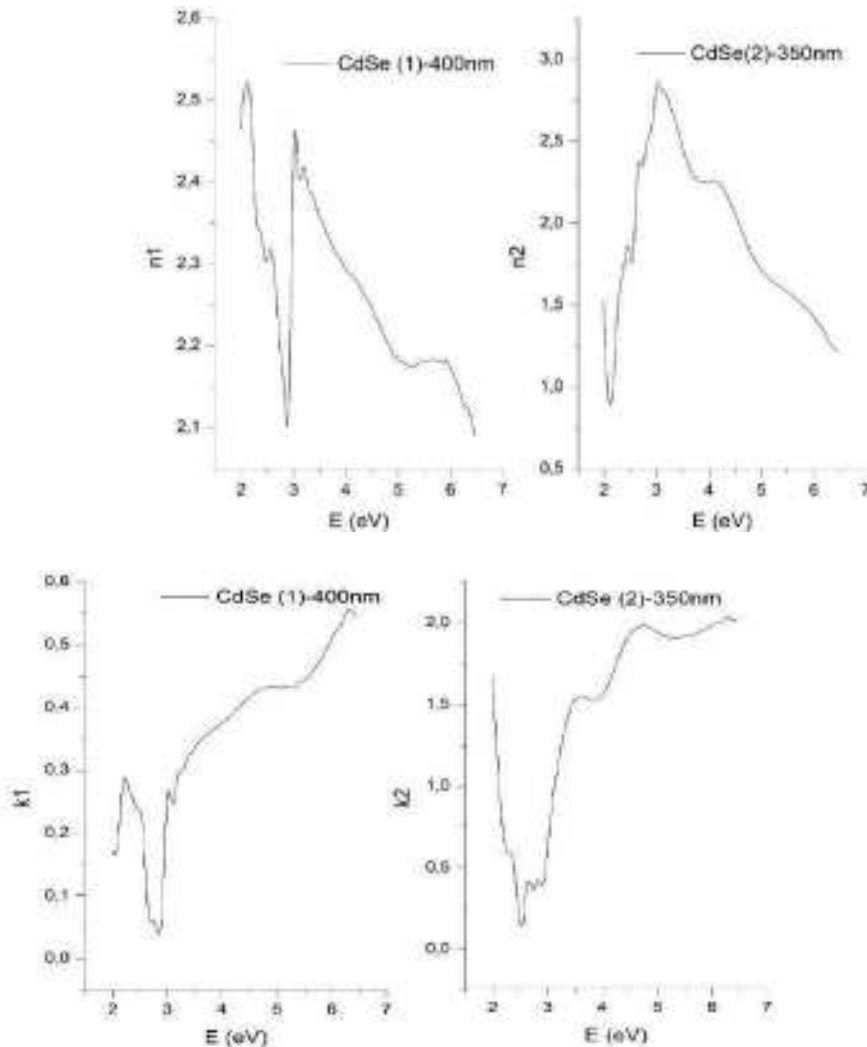 2,6
CdSe (1)-400nm
2,5
2,4
n1
2,3
2,2
2,1
2 3 4 5 6 7
E (eV)
3,0
CdSe(2)-350nm
2,5
2,0
n2
1,5
1,0
0,5
2 3 4 5 6 7
E (eV)
0,6
CdSe (1)-400nm
0,5
0,4
0,3
k1
0,2
0,1
0,0
2 3 4 5 6 7
E (eV)
CdSe (2)-350nm
2,0
1,5
1,0
k2
0,5
0,0
2 3 4 5 6 7
E (eV)